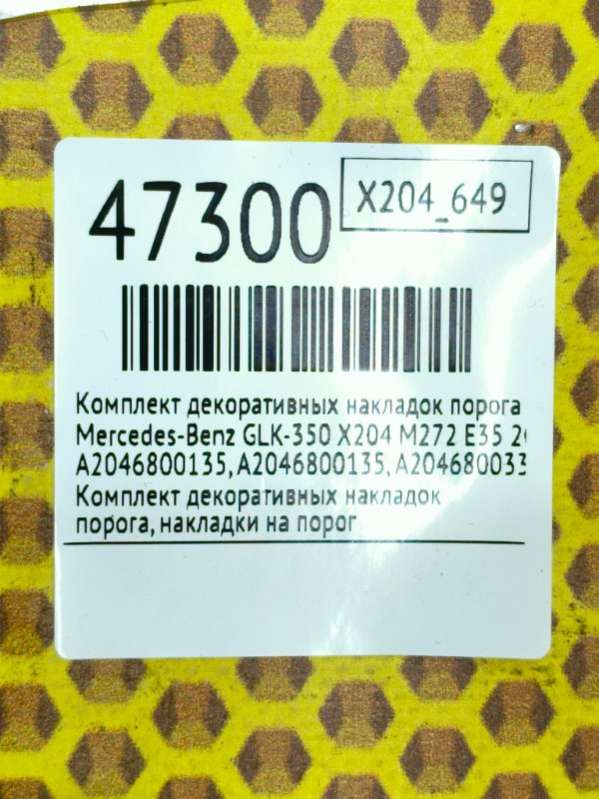 47300
X204_649
Комплект декоративных накладок порога
Mercedes-Benz GLK-350 X204 M272 E35
A2046800135, A2046800135, A204680033
Комплект декоративных накладок
порога, накладки на порог